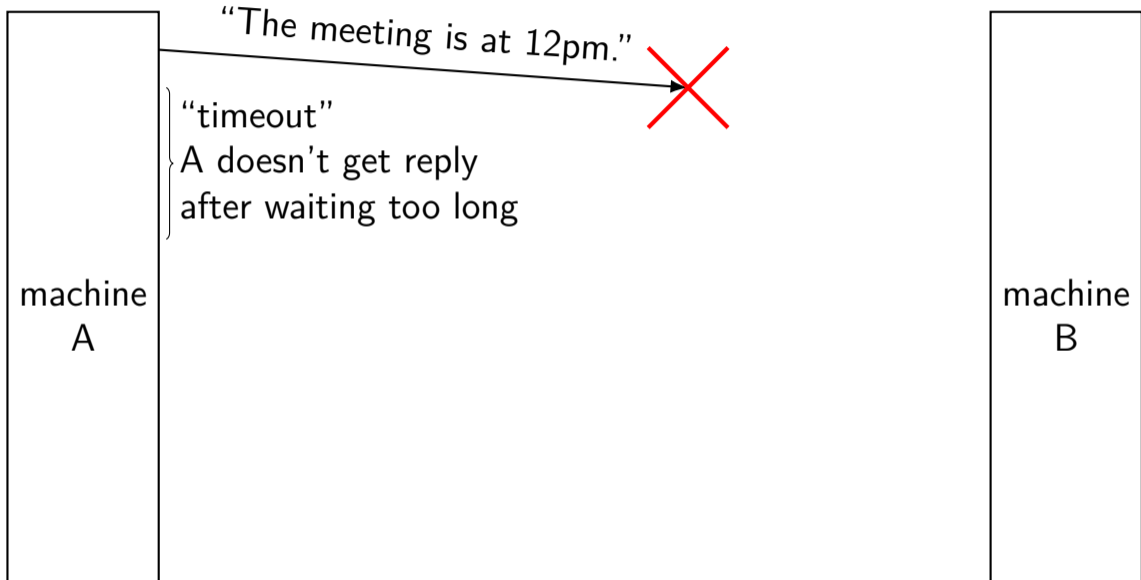 “The meeting is at 12pm.”
“timeout”
A doesn't get reply
after waiting too long
machine
A
machine
B